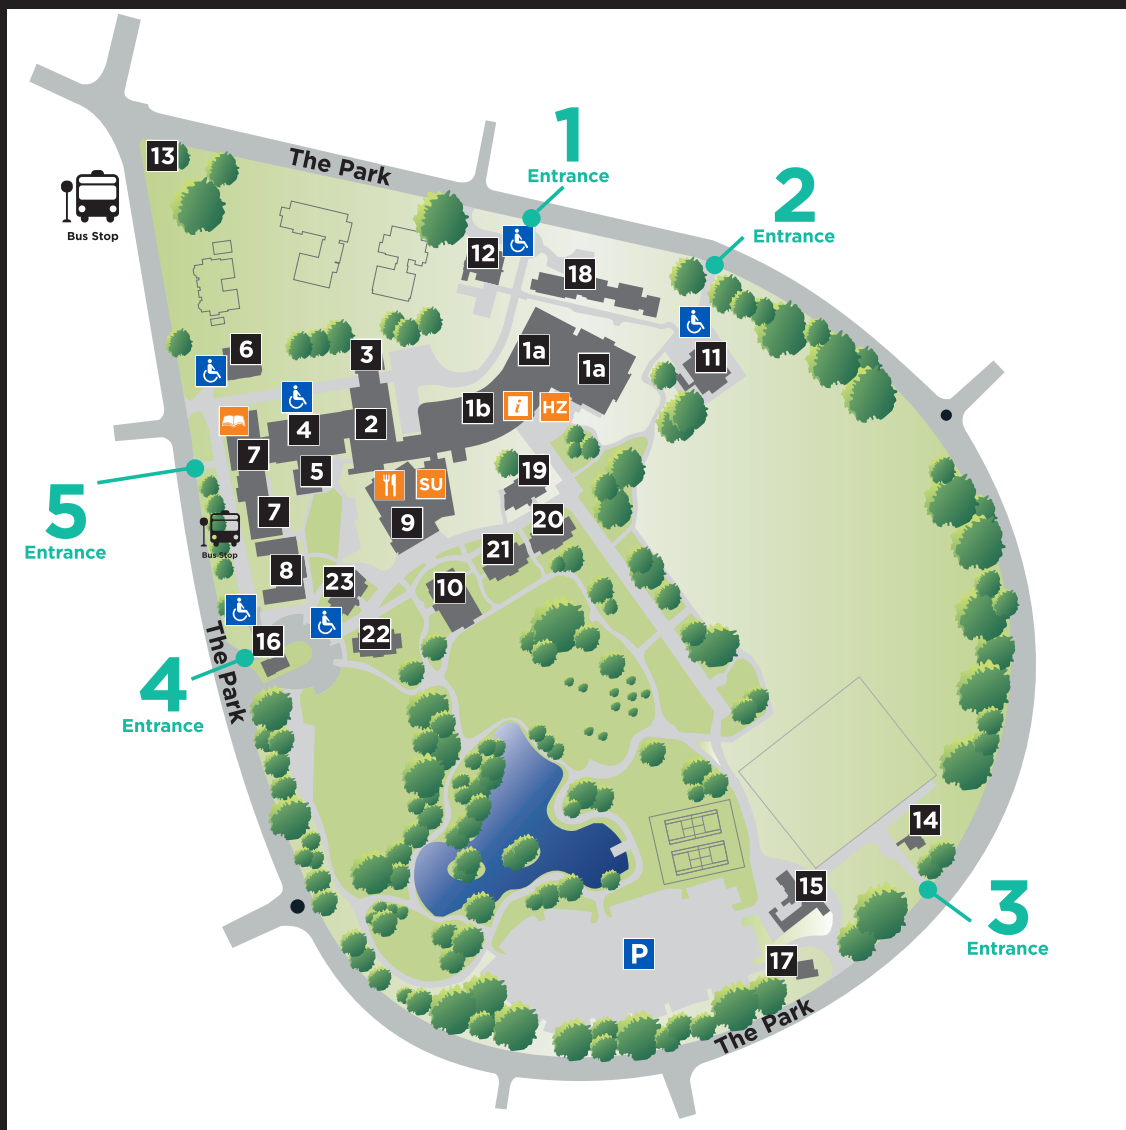 13
The Park
Bus Stop
1
Entrance
2
Entrance
12
18
6
3
1a
1a
11
1b
i
HZ
2
4
7
5
19
SU
5
Entrance
7
9
20
Bus Stop
21
8
23
10
16
22
The Park
4
Entrance
14
15
3
Entrance
P
17
The Park